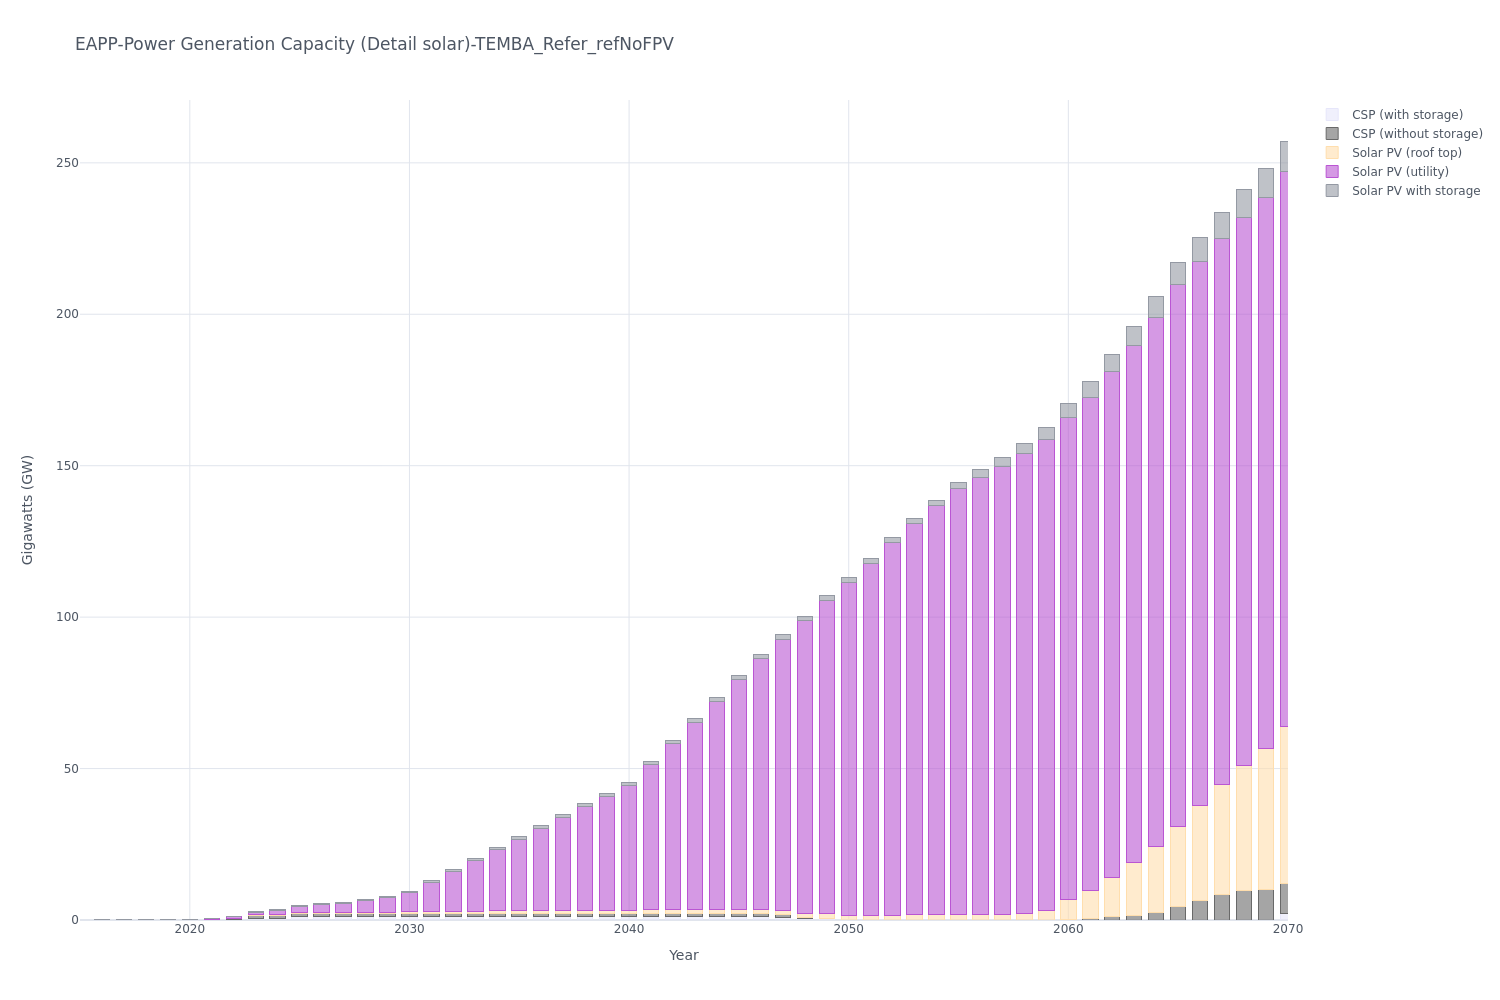 EAPP-Power Generation Capacity (Detail solar)-TEMBA_Refer_refNoFPV
CSP (with storage)
CSP (without storage)
Solar PV (roof top)
Solar PV (utility)
Solar PV with storage
250
200
150
100
50
0
Gigawatts (GW)
2020
2030
2040
2050
2060
2070
Year